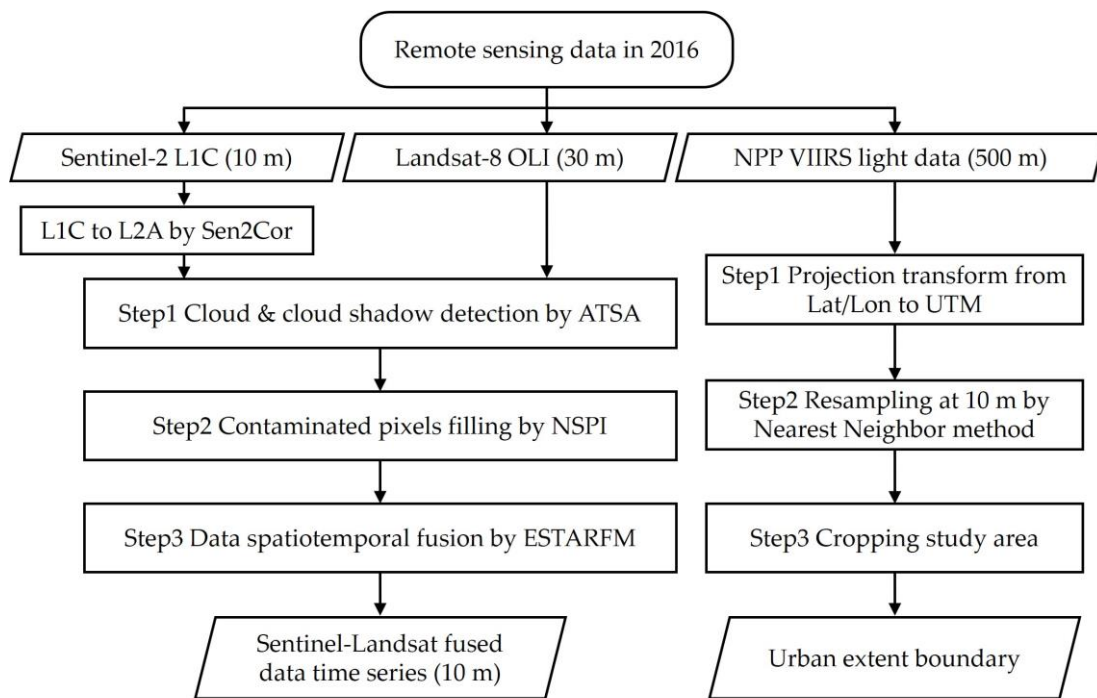 Remote sensing data in 2016
Sentinel-2 L1C (10 m)
Landsat-8 OLI (30 m)
NPP VIIRS light data (500 m)
L1C to L2A by Sen2Cor
Step1 Cloud & cloud shadow detection by ATSA
Step2 Contaminated pixels filling by NSPI
Step3 Data spatiotemporal fusion by ESTARFM
Sentinel-Landsat fused
data time series (10 m)
Step1 Projection transform from
Lat/Lon to UTM
Step2 Resampling at 10 m by
Nearest Neighbor method
Step3 Cropping study area
Urban extent boundary